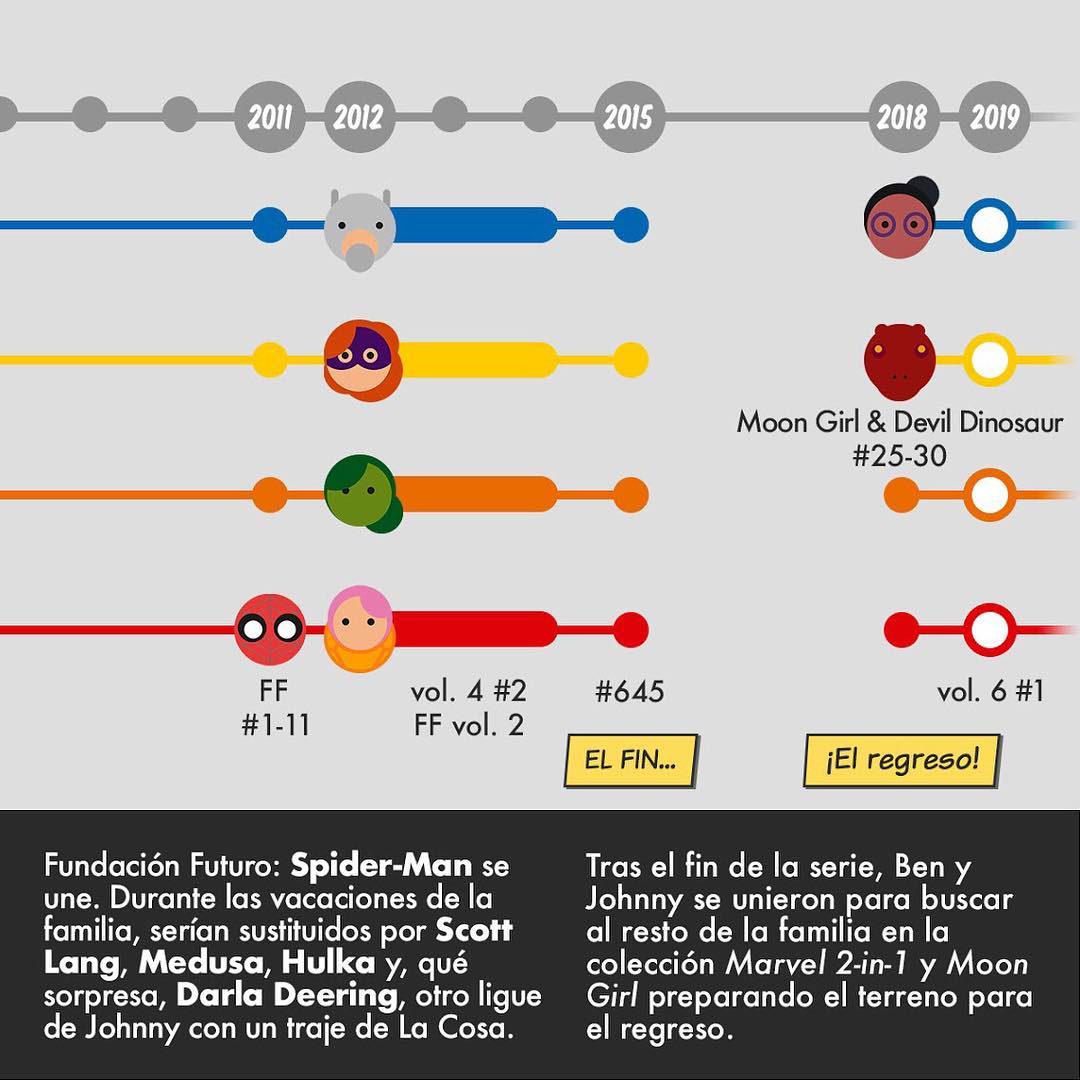 2011 2012 2015 2018 2019
Moon Girl & Devil Dinosaur
#25-30
FF
#1-11
vol. 4 #2
FF vol. 2
#645
vol. 6 #1
EL FIN...
¡El regreso!
Fundación Futuro: Spider-Man se
une. Durante las vacaciones de la
familia, serían sustituidos por Scott
Lang, Medusa, Hulka y, qué
sorpresa, Darla Deering, otro ligue
de Johnny con un traje de La Cosa.
Tras el fin de la serie, Ben y
Johnny se unieron para buscar
al resto de la familia en la
colección Marvel 2-in-1 y Moon
Girl preparando el terreno para
el regreso.